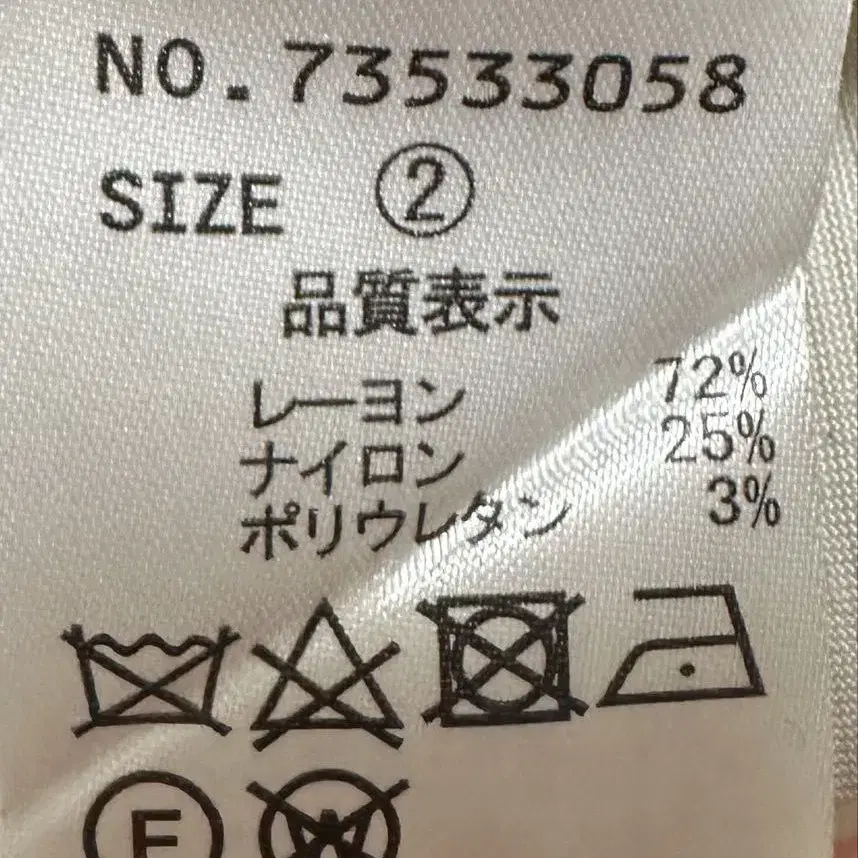 NO.73533058
SIZE ②
品質表示
レーヨン 72%
ナイロン 25%
ポリウレタン 3%
F W